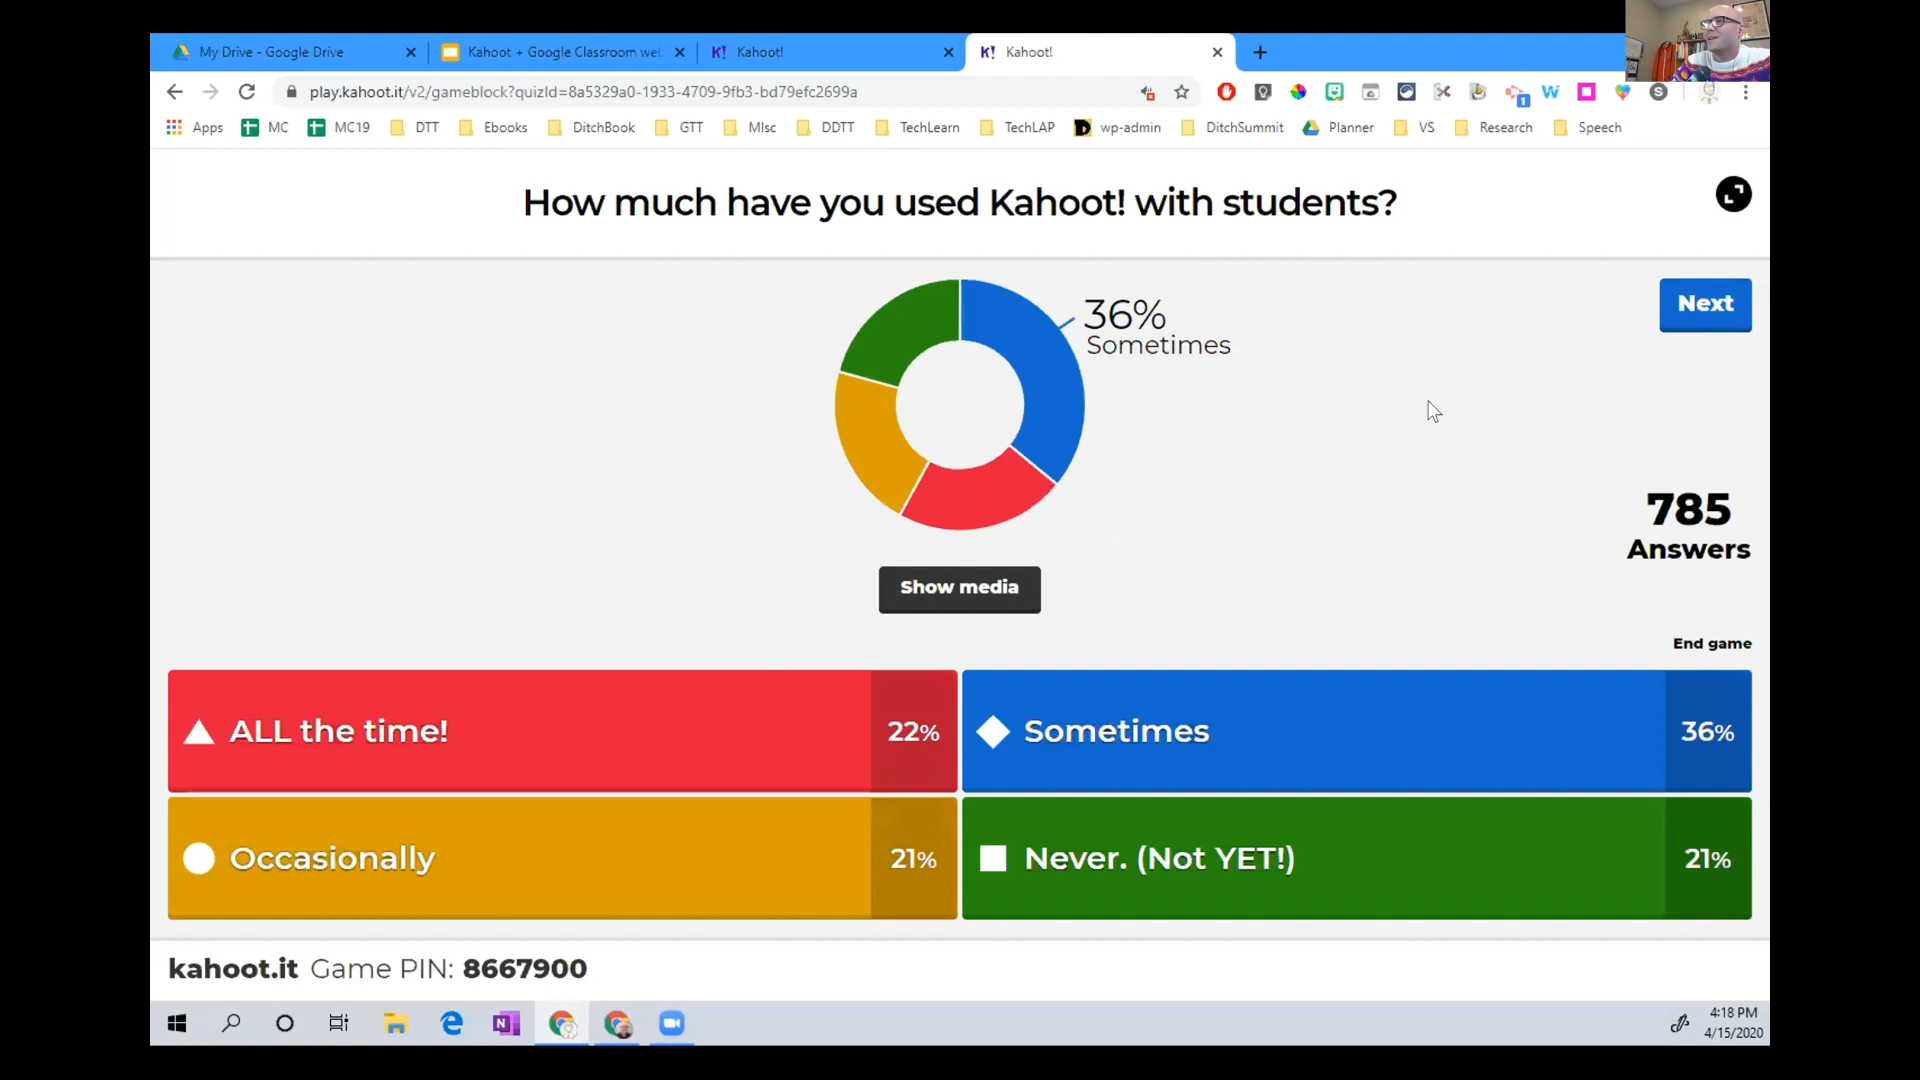 My Drive - Google Drive
Kahoot + Google Classroom web
K! Kahoot!
K! Kahoot!
play.kahoot.it/v2/gameblock?quizId=8a5329a0-1933-4709-9fb3-bd79efc2699a
Apps MC MC19 DTT Ebooks DitchBook GTT MIsc DDTT TechLearn TechLAP wp-admin DitchSummit Planner VS Research Speech
How much have you used Kahoot! with students?
36%
Sometimes
Next
785
Answers
Show media
End game
ALL the time! 22%
Sometimes 36%
Occasionally 21%
Never. (Not YET!) 21%
kahoot.it Game PIN: 8667900
4:18 PM
4/15/2020